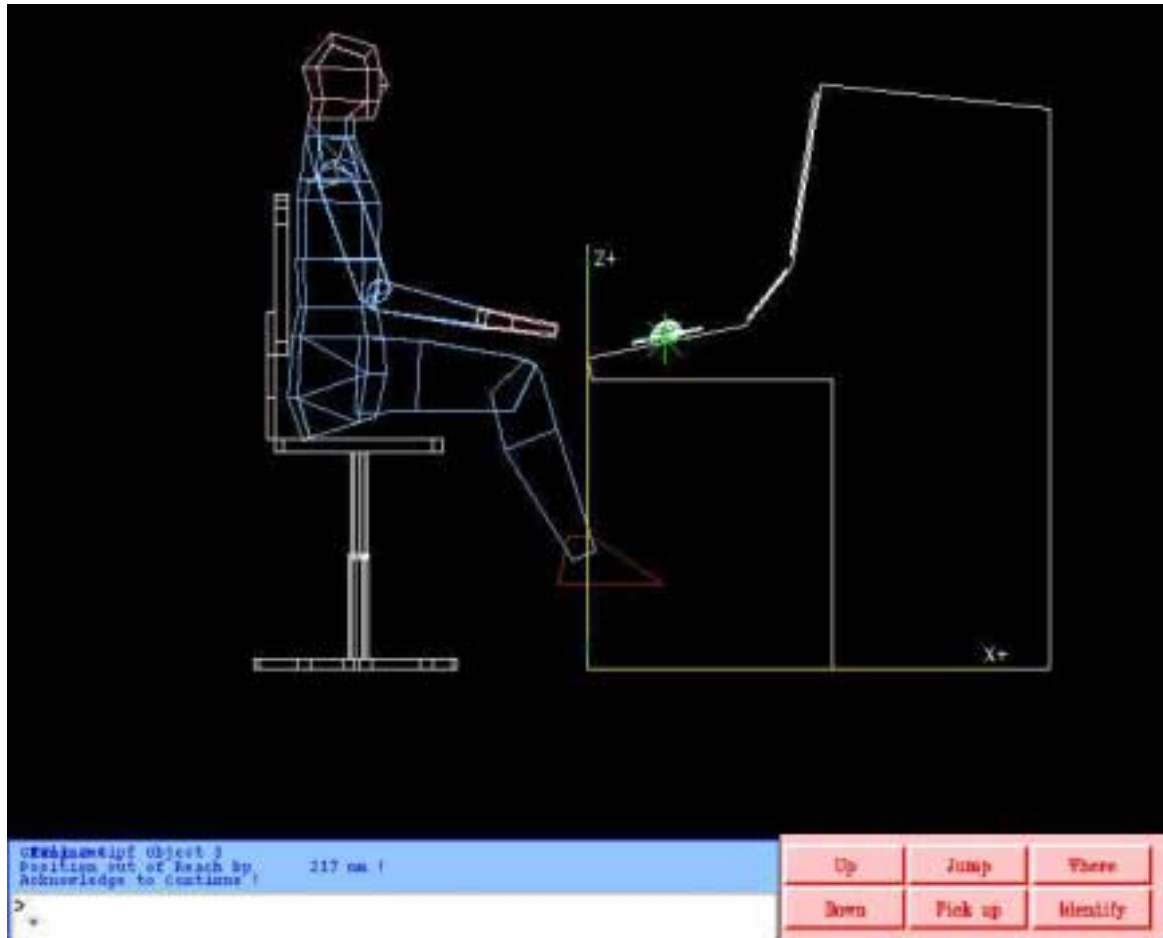 Z+
X+
Object 3
Position out of Reach by 217 mm !
Acknowledge to Continue !
>
Up Jump Where
Down Pick up Identify